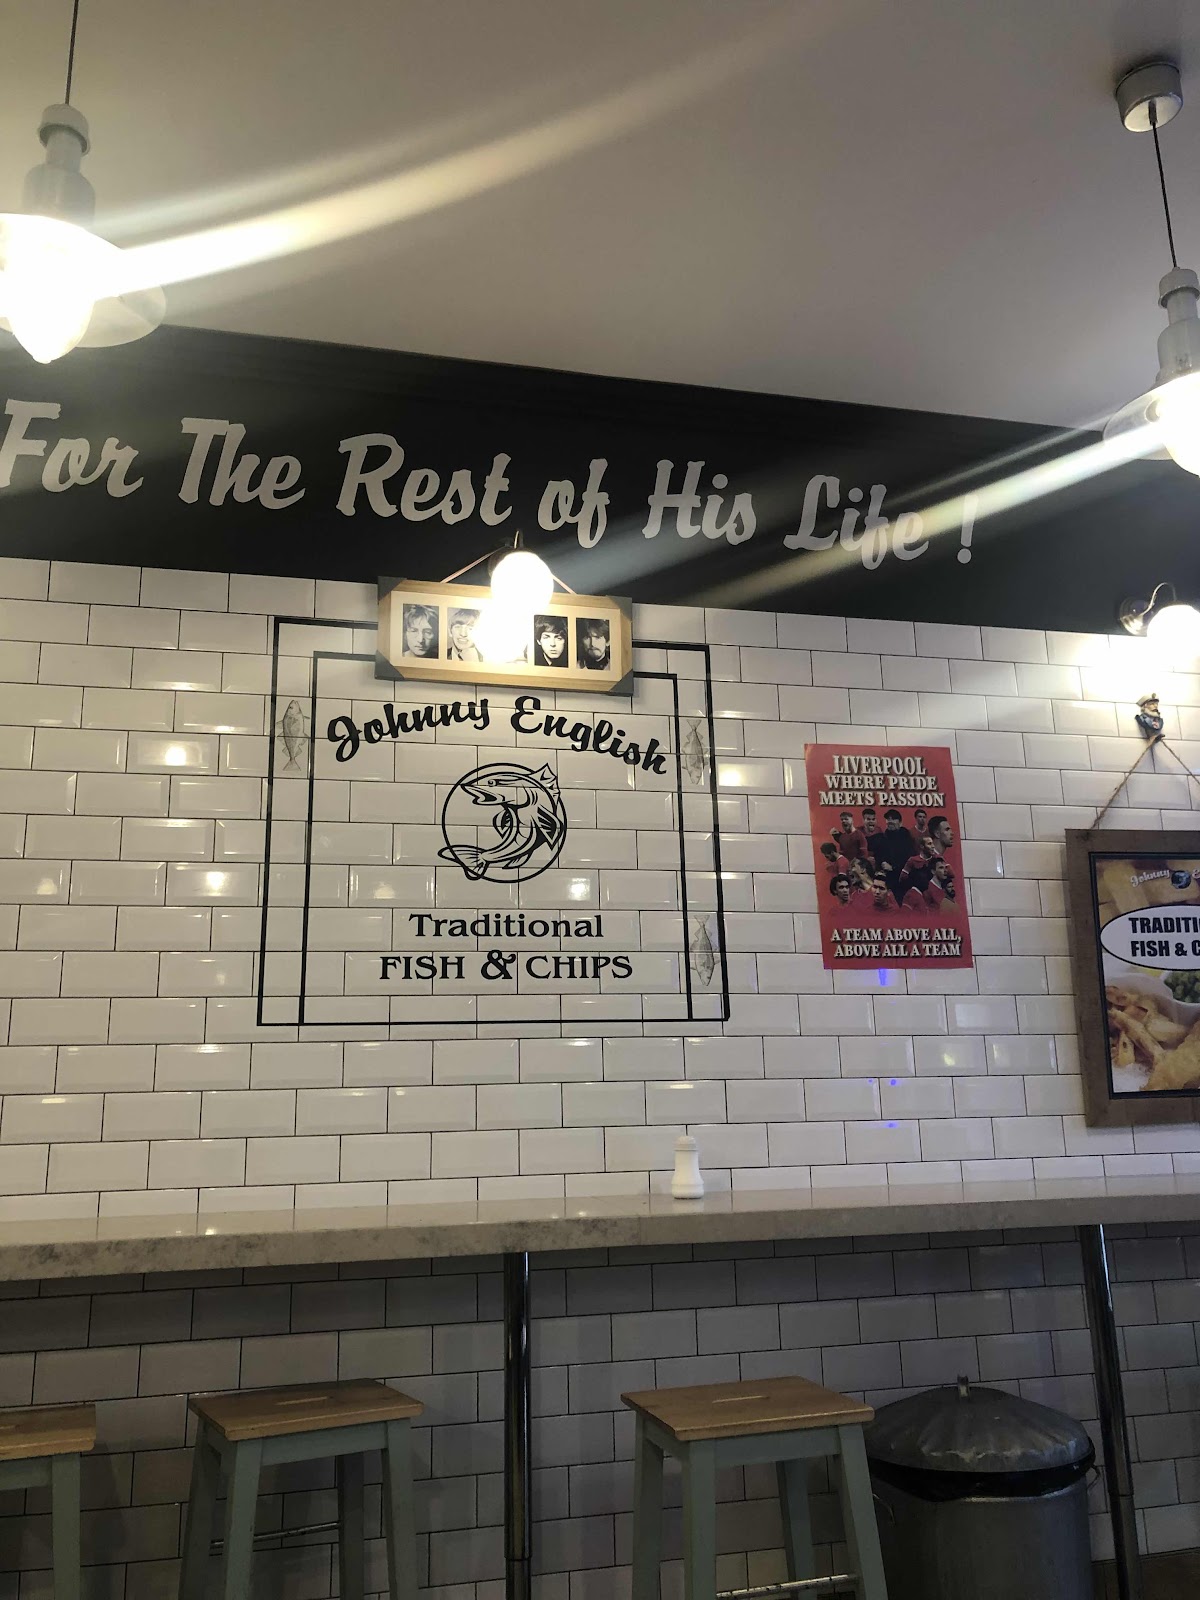 For The Rest of His Life !
Johnny English
Traditional
FISH & CHIPS
LIVERPOOL
WHERE PRIDE
MEETS PASSION
A TEAM ABOVE ALL,
ABOVE ALL A TEAM
Johnny
FISH &